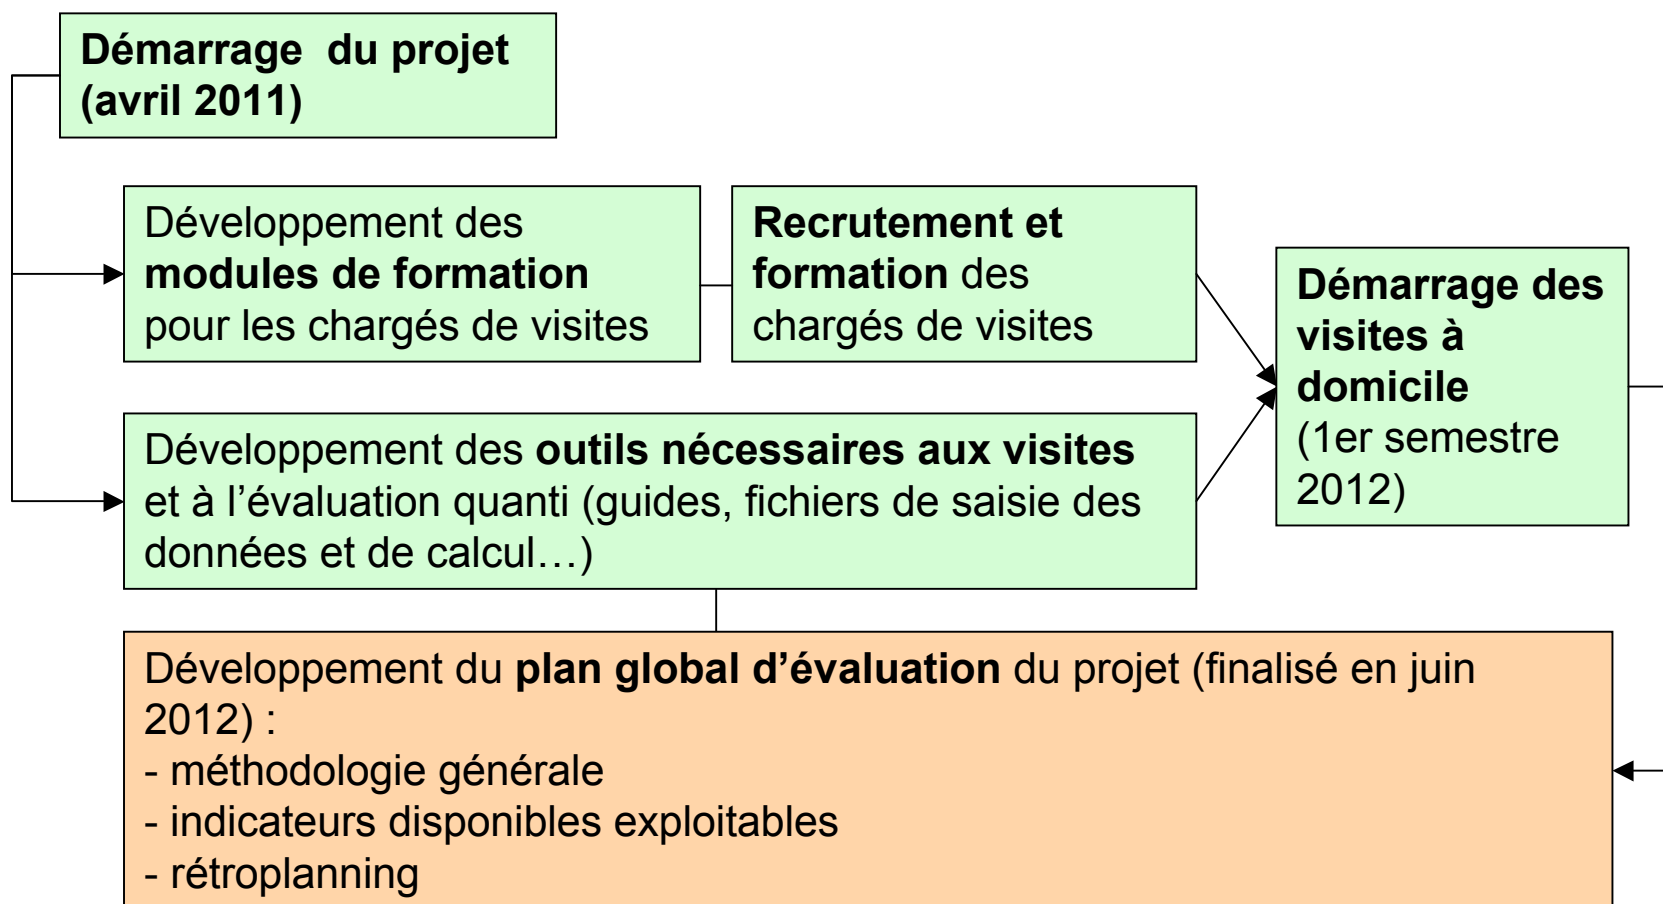 Démarrage  du projet
(avril 2011)
Développement des
modules de formation
pour les chargés de visites
Recrutement et
formation des
chargés de visites
Démarrage des
visites à
domicile
(1er semestre
2012)
Développement des outils nécessaires aux visites
et à l’évaluation quanti (guides, fichiers de saisie des
données et de calcul…)
Développement du plan global d’évaluation du projet (finalisé en juin
2012) :
- méthodologie générale
- indicateurs disponibles exploitables
- rétroplanning